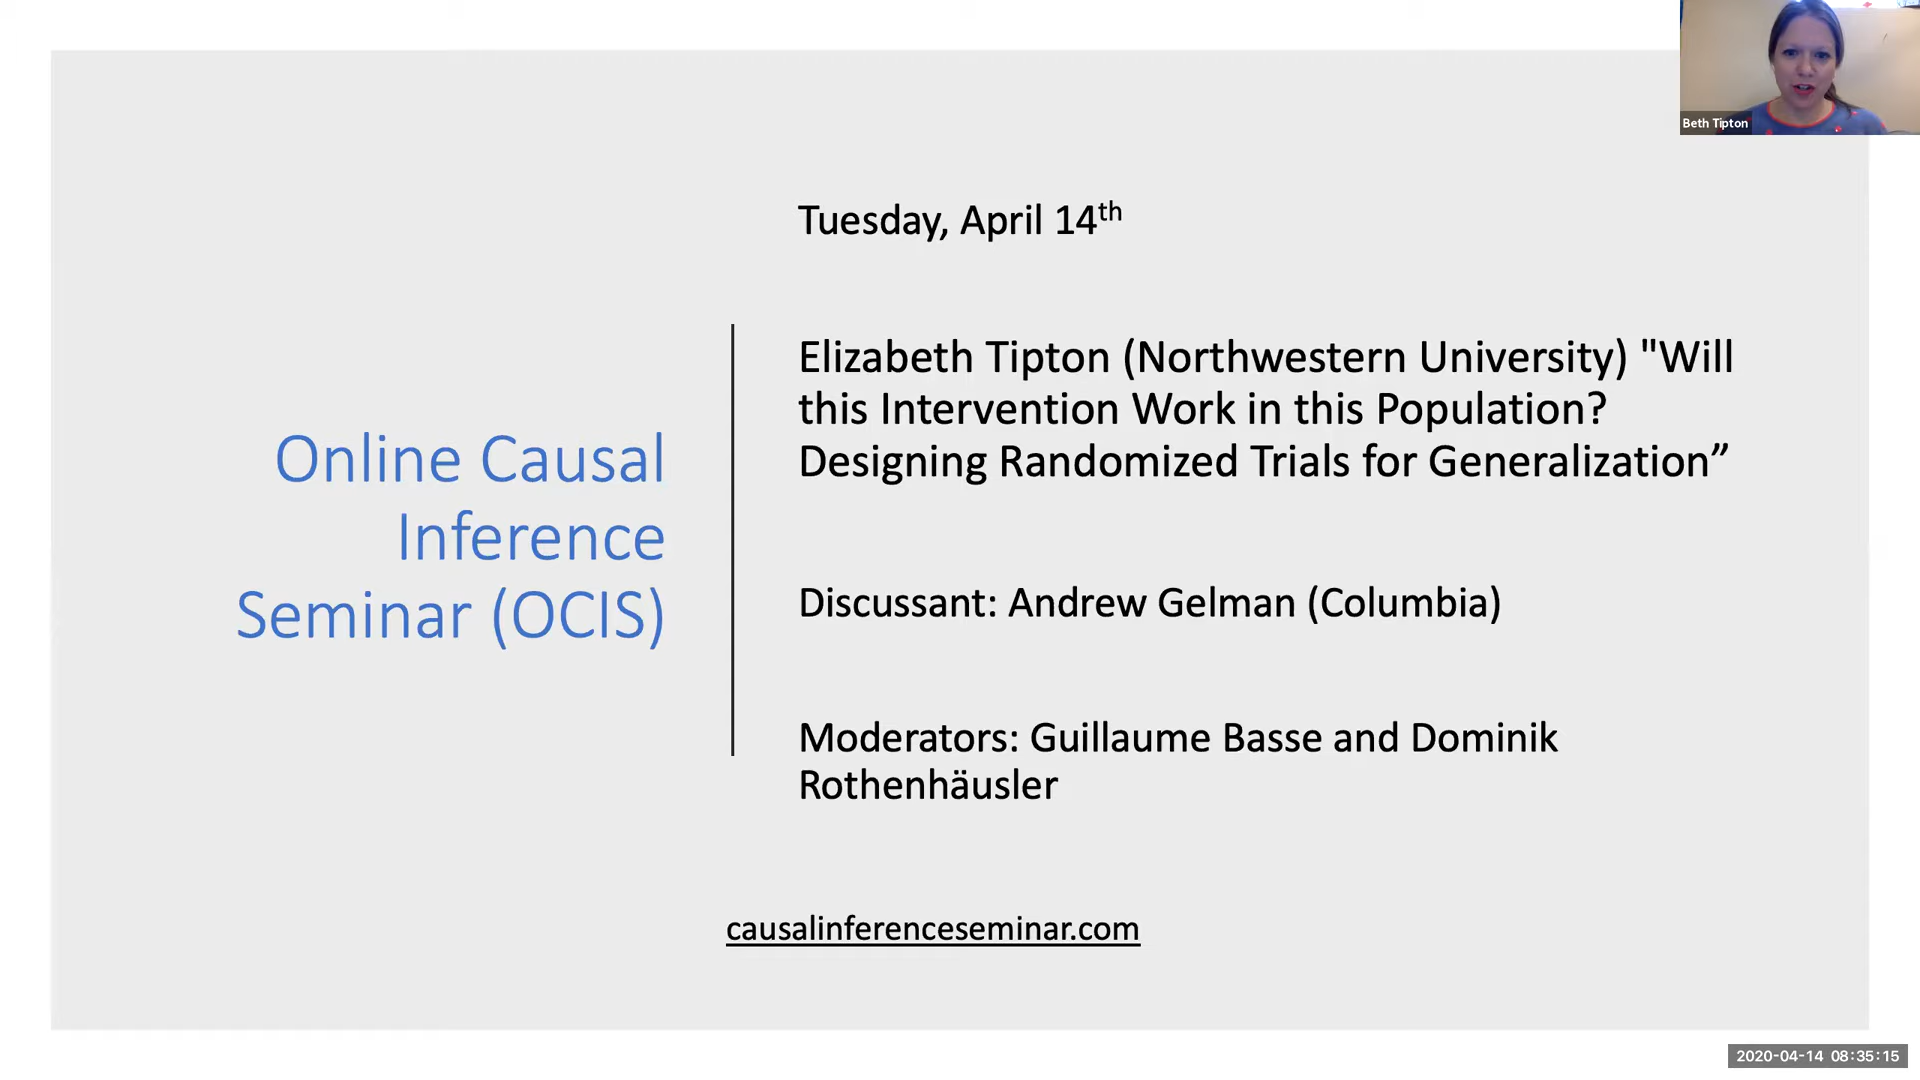 Beth Tipton
Tuesday, April 14th
Elizabeth Tipton (Northwestern University) "Will
this Intervention Work in this Population?
Designing Randomized Trials for Generalization”
Online Causal
Inference
Seminar (OCIS)
Discussant: Andrew Gelman (Columbia)
Moderators: Guillaume Basse and Dominik
Rothenhäusler
causalinferenceseminar.com
2020-04-14 08:35:15